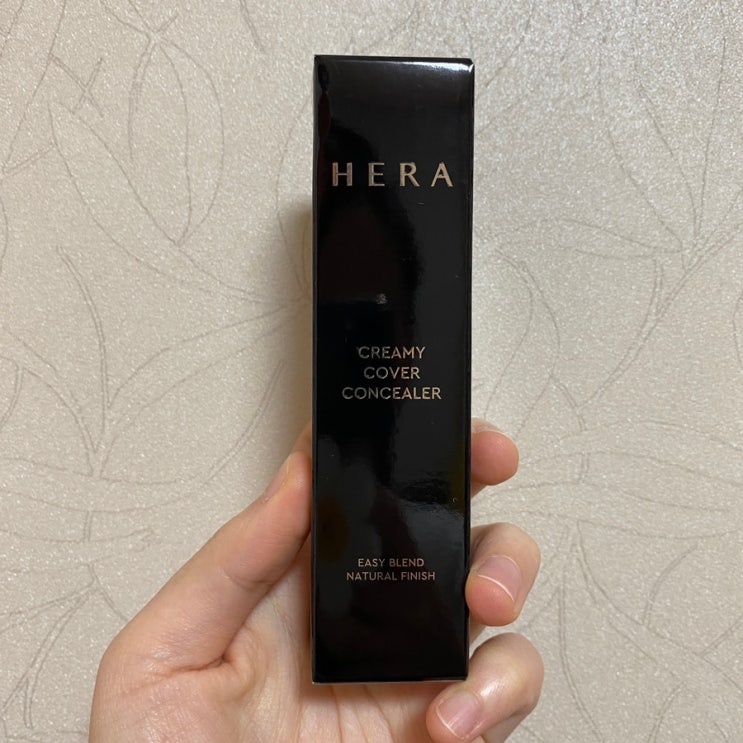 HERA
CREAMY
COVER
CONCEALER
EASY BLEND
NATURAL FINISH